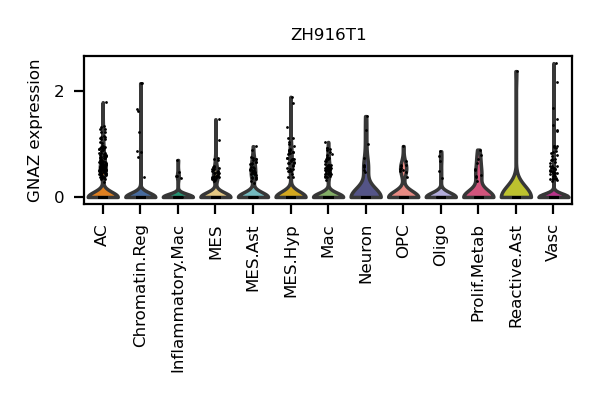 ZH916T1
GNAZ expression
2
0
AC
Chromatin.Reg
Inflammatory.Mac
MES
MES.Ast
MES.Hyp
Mac
Neuron
OPC
Oligo
Prolif.Metab
Reactive.Ast
Vasc